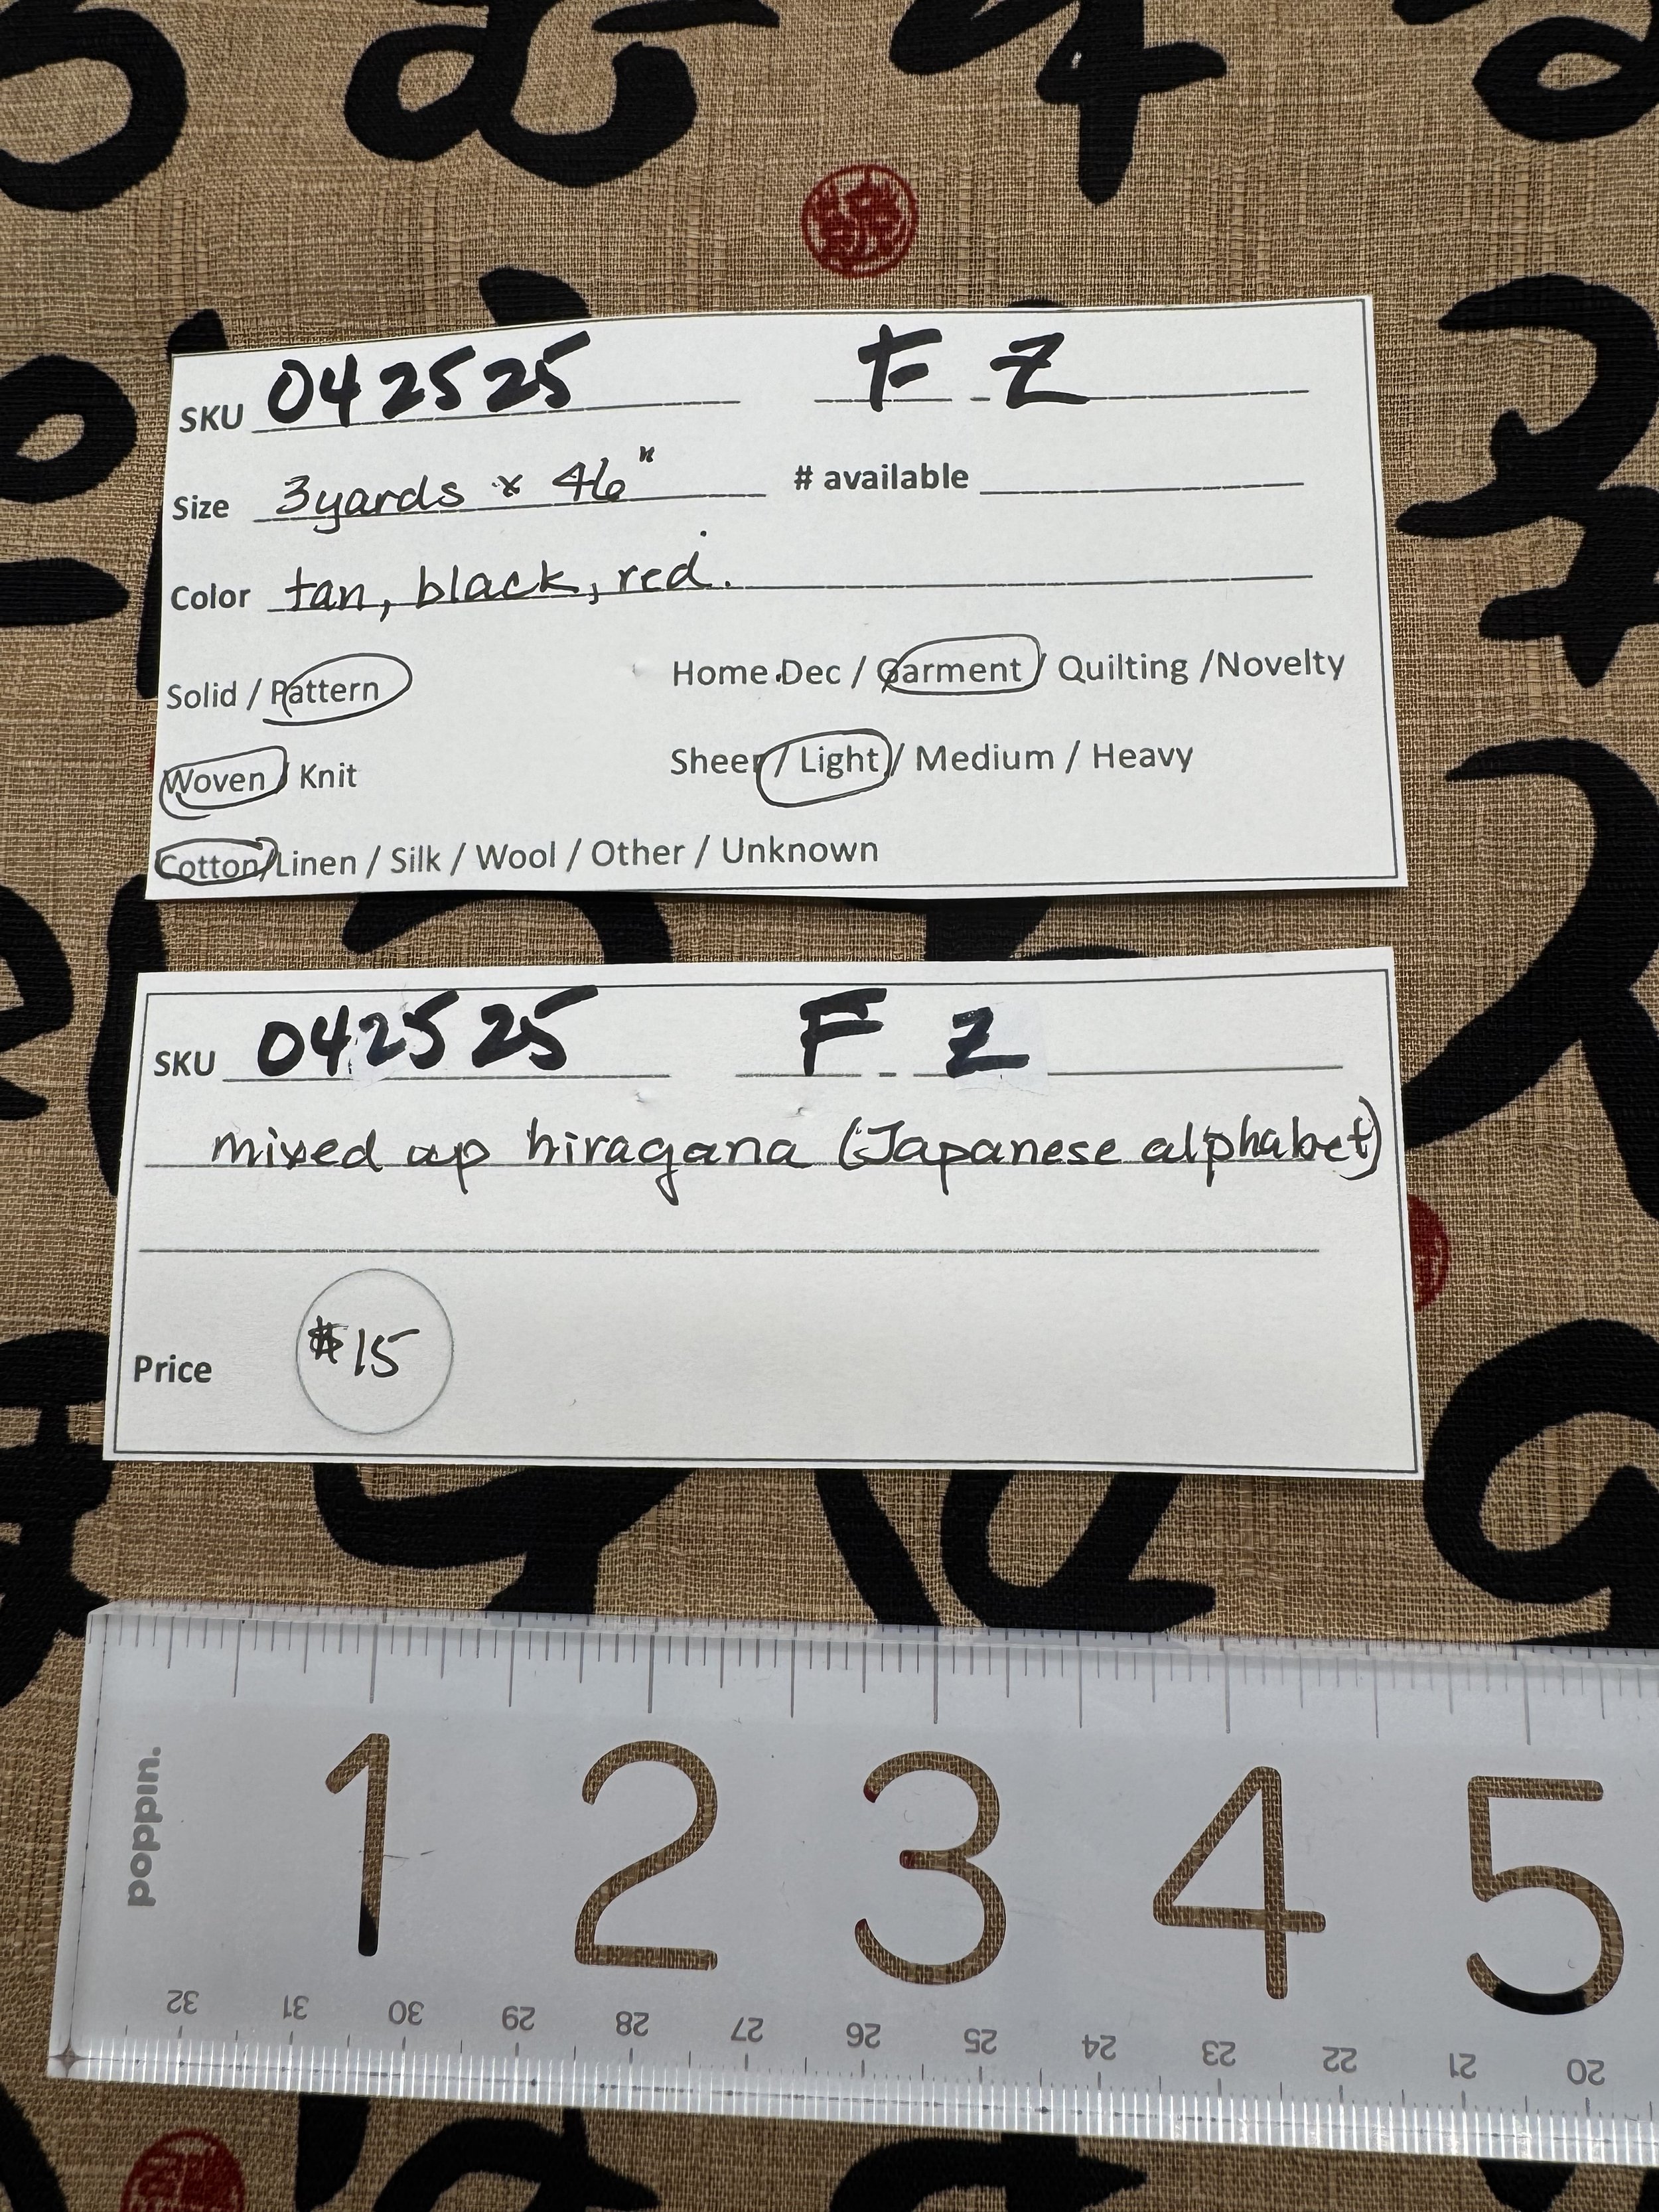 SKU 042525 F - Z
Size 3yards x 46" # available
Color tan, black, red.
Solid / Pattern Home Dec / Garment / Quilting /Novelty
Woven / Knit Sheer / Light / Medium / Heavy
Cotton/Linen / Silk / Wool / Other / Unknown
SKU 042525 F - Z
mixed up hiragana (Japanese alphabet)
Price $15
poppin.
1 2 3 4 5
32 31 30 29 28 27 26 25 24 23 22 21 20